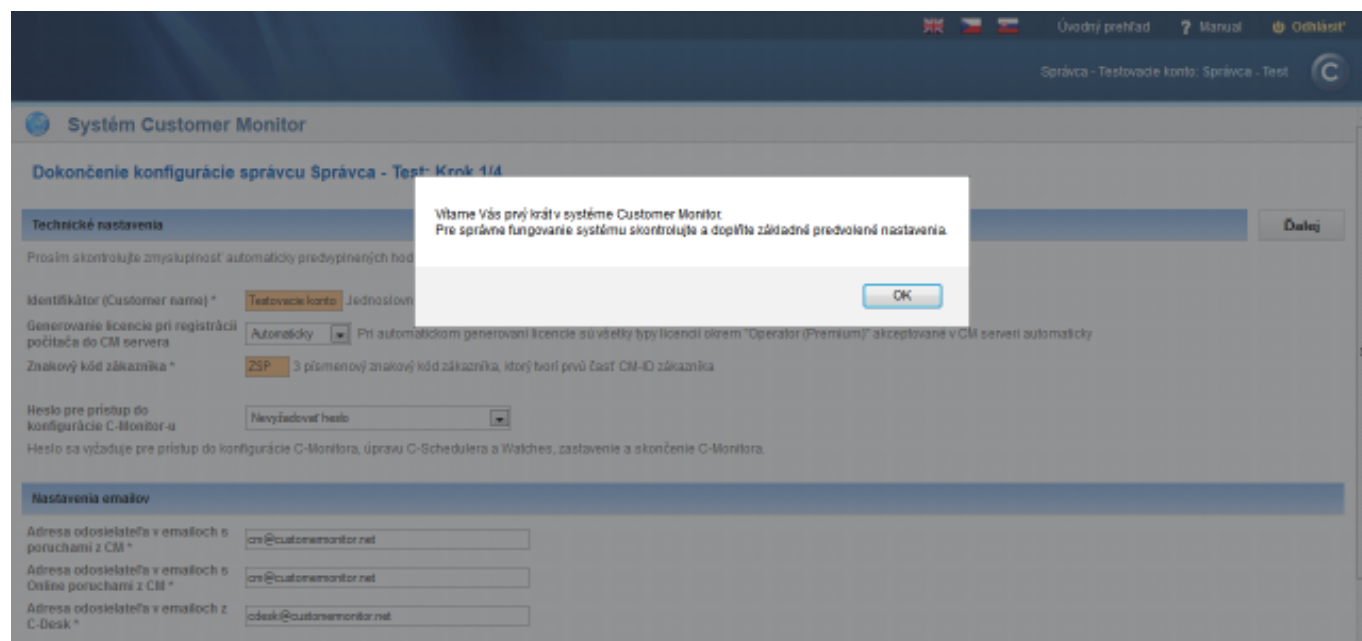 Úvodný prehľad ? Manual Odhlásiť
Správca - Testovacie konto: Správca - Test
Systém Customer Monitor
Dokončenie konfigurácie správcu Správca - Test: Krok 1/4
Vítame Vás prvý krát v systéme Customer Monitor.
Pre správne fungovanie systému skontrolujte a doplňte základné predvolené nastavenia.
OK
Technické nastavenia
Ďalej
Prosím skontrolujte zmysluplnosť automaticky predvyplnených hod
Identifikátor (Customer name) * Testovacie konto Jednoslovn
Generovanie licencie pri registrácii
počítača do CM servera
Automaticky Pri automatickom generovaní licencie sú všetky typy licencií okrem "Operator (Premium)" akceptované v CM serveri automaticky
Znakový kód zákazníka * ZSP 3 písmenový znakový kód zákazníka, ktorý tvorí prvú časť CM-ID zákazníka
Heslo pre prístup do
konfigurácie C-Monitor-u
Nevyžadovať heslo
Heslo sa vyžaduje pre prístup do konfigurácie C-Monitora, úpravu C-Schedulera a Watches, zastavenie a skončenie C-Monitora.
Nastavenia emailov
Adresa odosielateľa v emailoch s
poruchami z CM *
cm@customermonitor.net
Adresa odosielateľa v emailoch s
Online poruchami z CM *
cm@customermonitor.net
Adresa odosielateľa v emailoch z
C-Desk *
cdesk@customermonitor.net